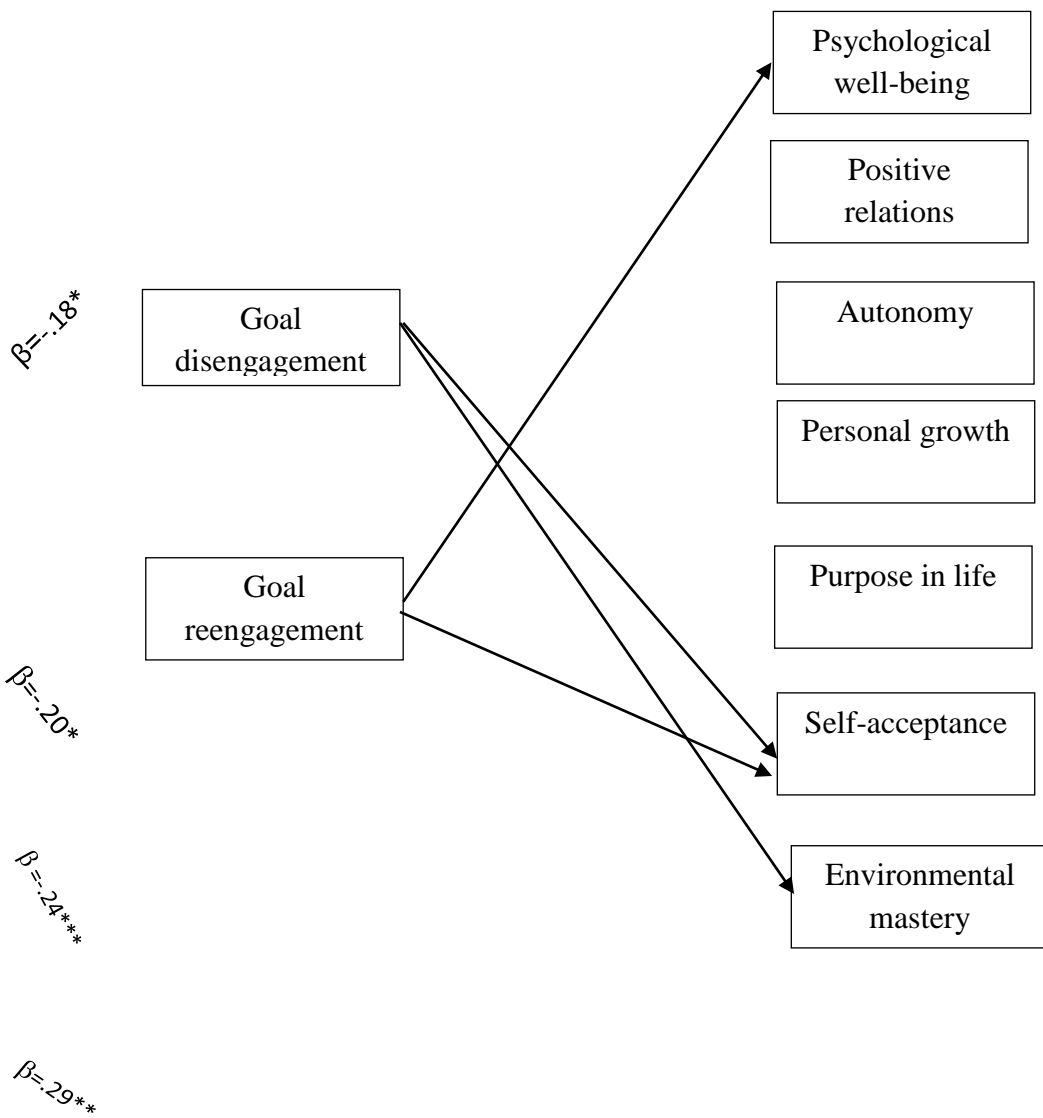 Psychological
well-being
Positive
relations
β=-.18*
Goal
disengagement
Autonomy
Personal growth
Goal
reengagement
Purpose in life
β=-.20*
Self-acceptance
β=-.24***
Environmental
mastery
β=.29**